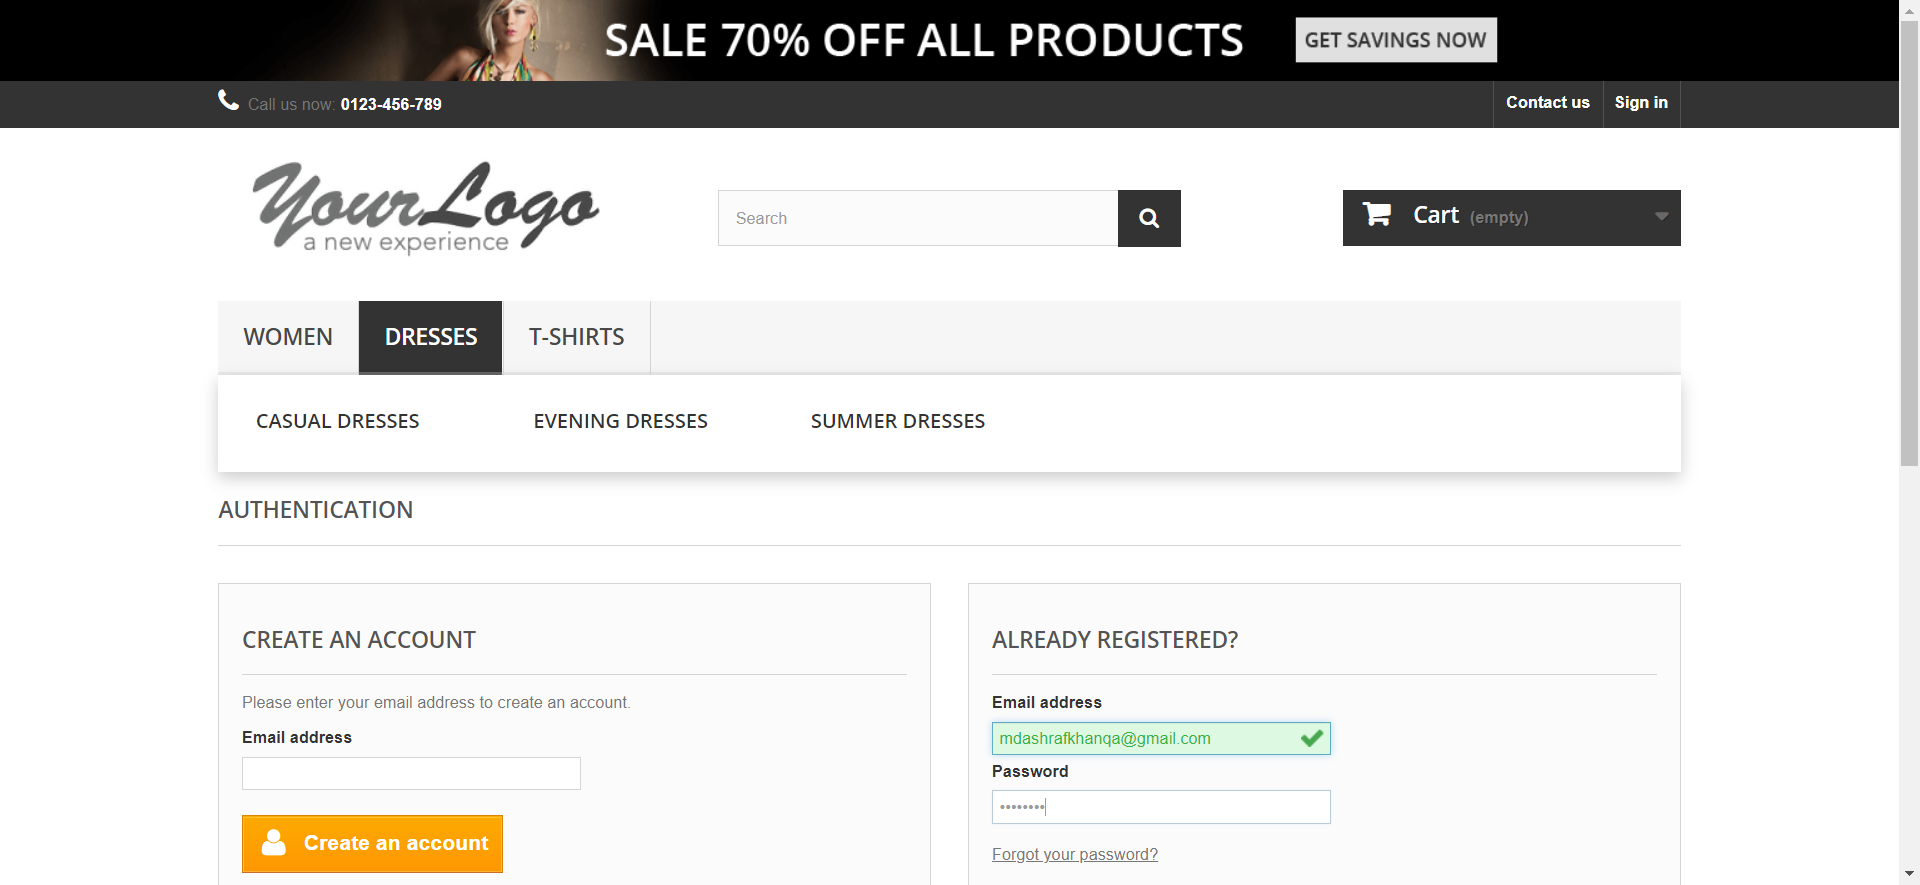 SALE 70% OFF ALL PRODUCTS GET SAVINGS NOW
Call us now: 0123-456-789 Contact us Sign in
Your Logo
a new experience
Search
Cart (empty)
WOMEN DRESSES T-SHIRTS
CASUAL DRESSES EVENING DRESSES SUMMER DRESSES
AUTHENTICATION
CREATE AN ACCOUNT
Please enter your email address to create an account.
Email address
Create an account
ALREADY REGISTERED?
Email address
mdashrafkhanqa@gmail.com
Password
••••••••
Forgot your password?